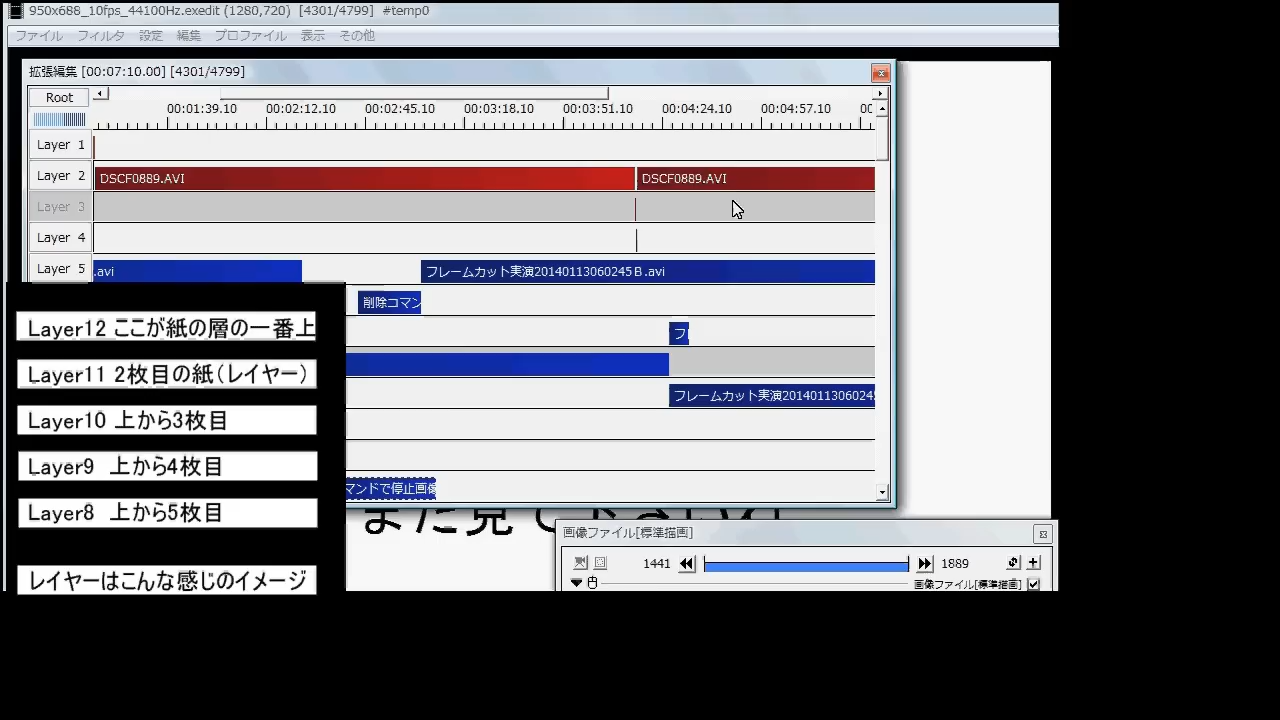 950x688_10fps_44100Hz.exedit (1280,720) [4301/4799] #temp0
ファイル フィルタ 設定 編集 プロファイル 表示 その他
拡張編集 [00:07:10.00] [4301/4799]
Root
00:01:39.10 00:02:12.10 00:02:45.10 00:03:18.10 00:03:51.10 00:04:24.10 00:04:57.10 00
Layer 1
Layer 2 DSCF0889.AVI DSCF0889.AVI
Layer 3
Layer 4
Layer 5 .avi フレームカット実演20140113060245B.avi
削除コマン
フ
フレームカット実演2014011306024
マンドで停止画像
Layer12 ここが紙の層の一番上
Layer11 2枚目の紙（レイヤー）
Layer10 上から3枚目
Layer9 上から4枚目
Layer8 上から5枚目
レイヤーはこんな感じのイメージ
画像ファイル[標準描画]
1441 1889
画像ファイル[標準描画]